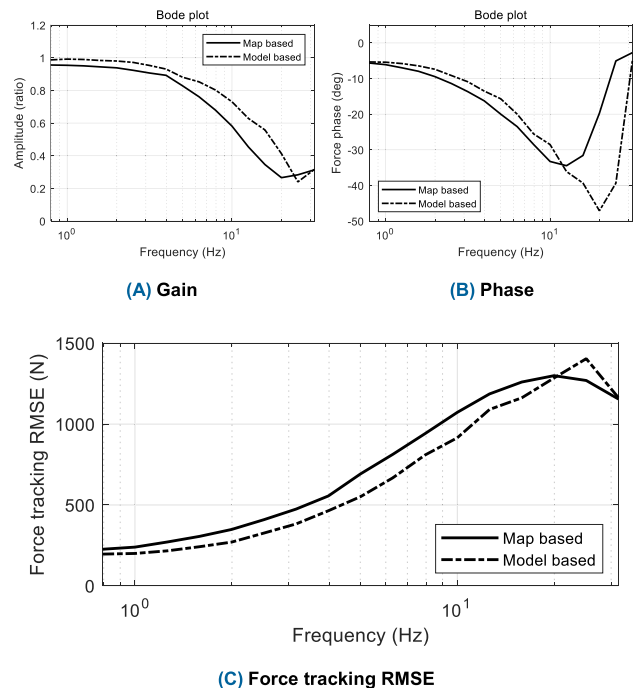 Bode plot
Amplitude (ratio)
1.2
1
0.8
0.6
0.4
0.2
0
Map based
Model based
10^0
10^1
Frequency (Hz)
(A) Gain
Bode plot
Force phase (deg)
0
-10
-20
-30
-40
-50
Map based
Model based
10^0
10^1
Frequency (Hz)
(B) Phase
Force tracking RMSE (N)
1500
1000
500
0
Map based
Model based
10^0
10^1
Frequency (Hz)
(C) Force tracking RMSE